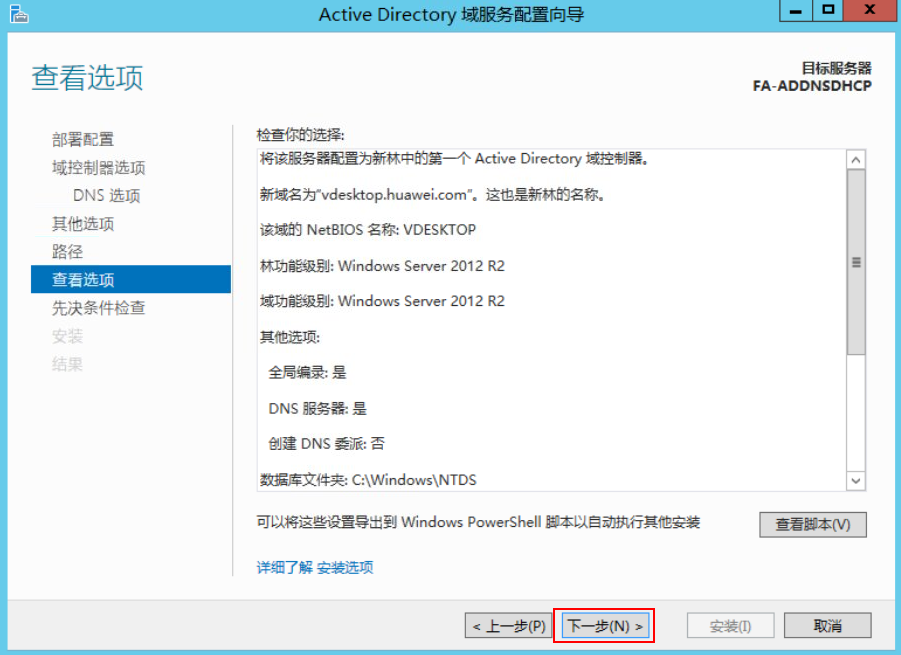 Active Directory 域服务配置向导
查看选项
目标服务器
FA-ADDNSDHCP
部署配置
域控制器选项
DNS 选项
其他选项
路径
查看选项
先决条件检查
安装
结果
检查你的选择:
将该服务器配置为新林中的第一个 Active Directory 域控制器。
新域名为"vdesktop.huawei.com"。这也是新林的名称。
该域的 NetBIOS 名称: VDESKTOP
林功能级别: Windows Server 2012 R2
域功能级别: Windows Server 2012 R2
其他选项:
全局编录: 是
DNS 服务器: 是
创建 DNS 委派: 否
数据库文件夹: C:\Windows\NTDS
可以将这些设置导出到 Windows PowerShell 脚本以自动执行其他安装
查看脚本(V)
详细了解 安装选项
< 上一步(P)
下一步(N) >
安装(I)
取消